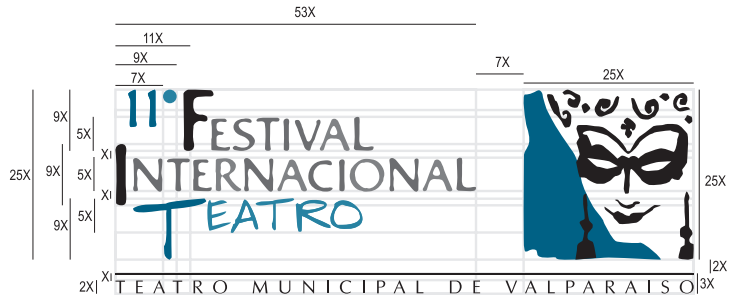 53X
11X
9X
7X
7X
25X
11° FESTIVAL
INTERNACIONAL
TEATRO
9X
5X
X
25X
9X
5X
X
9X
5X
25X
2X
X
2X
3X
TEATRO MUNICIPAL DE VALPARAISO